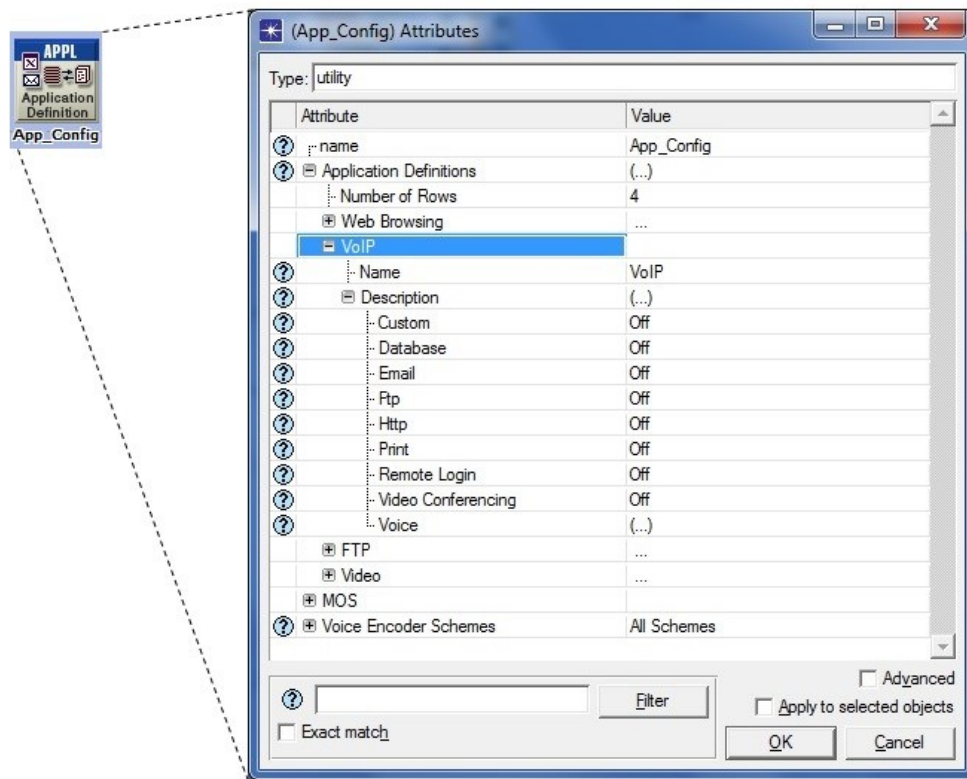 APPL
Application
Definition
App_Config
(App_Config) Attributes
Type: utility
Attribute Value
name App_Config
Application Definitions (...)
Number of Rows 4
Web Browsing ...
VoIP
Name VoIP
Description (...)
Custom Off
Database Off
Email Off
Ftp Off
Http Off
Print Off
Remote Login Off
Video Conferencing Off
Voice (...)
FTP ...
Video ...
MOS
Voice Encoder Schemes All Schemes
Advanced
Filter
Apply to selected objects
Exact match
OK Cancel